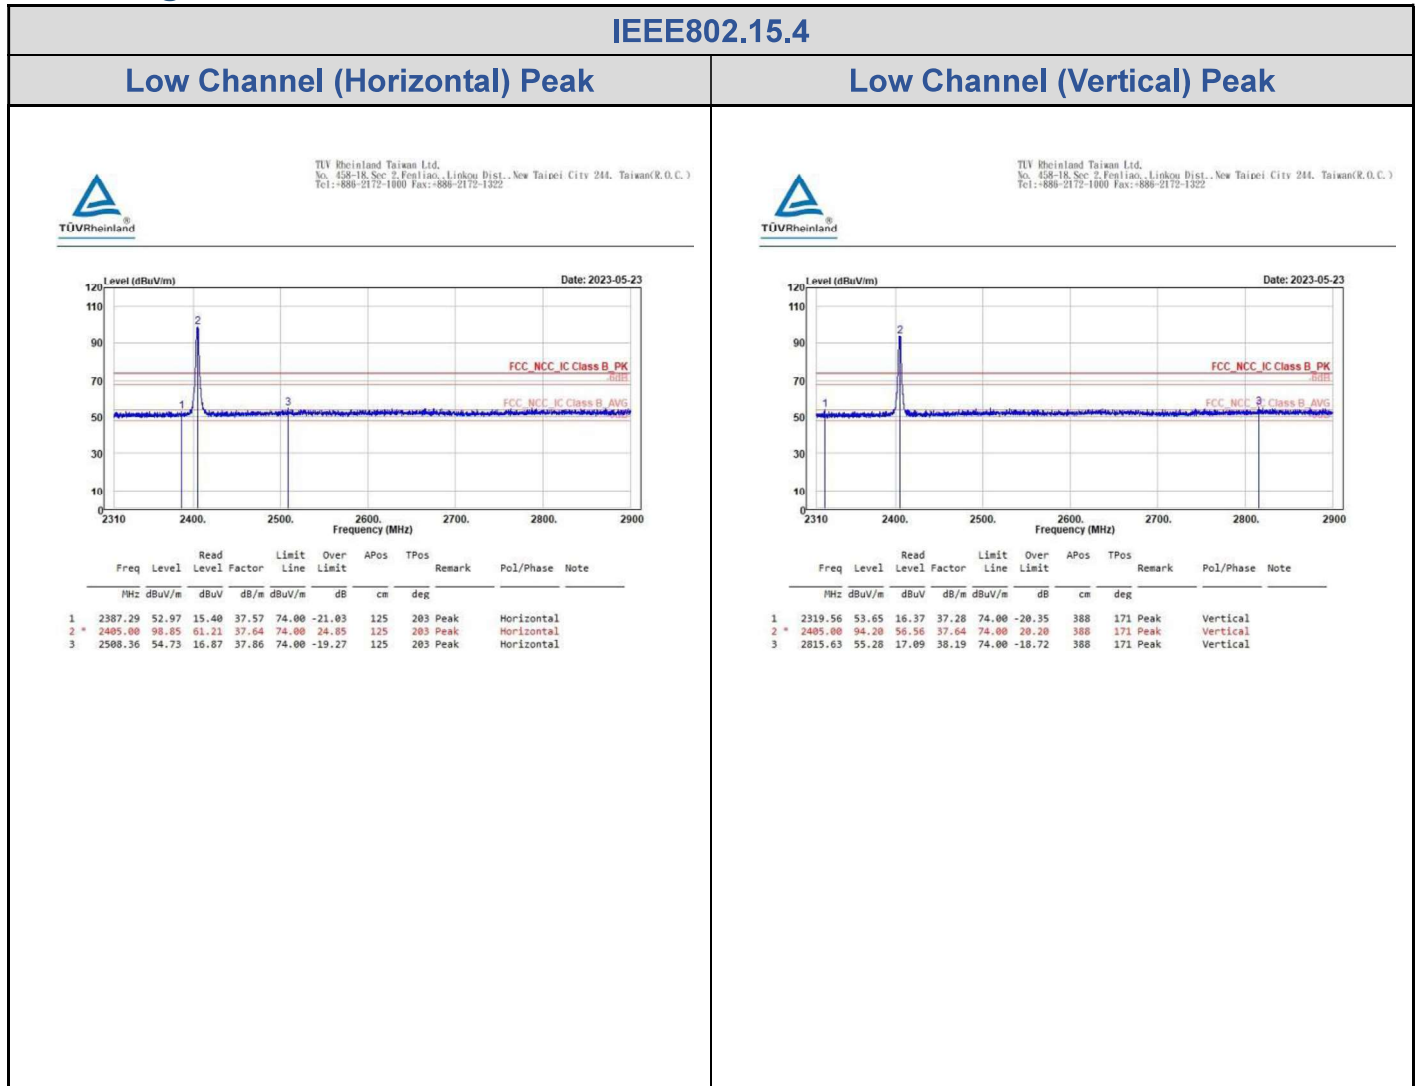 IEEE802.15.4
Low Channel (Horizontal) Peak
Low Channel (Vertical) Peak
TUV Rheinland Taiwan Ltd.
No. 458-18,Sec 2,Fenliao.,Linkou Dist.,New Taipei City 244, Taiwan(R.O.C.)
Tel:+886-2172-1000 Fax:+886-2172-1322
TÜVRheinland
®
Level (dBuV/m)
Date: 2023-05-23
120
110
90
70
50
30
10
0
2
1
3
FCC_NCC_IC Class B_PK
-6dB
FCC_NCC_IC Class B_AVG
2310 2400. 2500. 2600. 2700. 2800. 2900
Frequency (MHz)
Read Limit Over APos TPos
Freq Level Level Factor Line Limit Remark Pol/Phase Note
MHz dBuV/m dBuV dB/m dBuV/m dB cm deg
1 2387.29 52.97 15.40 37.57 74.00 -21.03 125 203 Peak Horizontal
2 * 2405.00 98.85 61.21 37.64 74.00 24.85 125 203 Peak Horizontal
3 2508.36 54.73 16.87 37.86 74.00 -19.27 125 203 Peak Horizontal
TUV Rheinland Taiwan Ltd.
No. 458-18,Sec 2,Fenliao.,Linkou Dist.,New Taipei City 244, Taiwan(R.O.C.)
Tel:+886-2172-1000 Fax:+886-2172-1322
TÜVRheinland
®
Level (dBuV/m)
Date: 2023-05-23
120
110
90
70
50
30
10
0
2
1
3
FCC_NCC_IC Class B_PK
-6dB
FCC_NCC_IC Class B_AVG
2310 2400. 2500. 2600. 2700. 2800. 2900
Frequency (MHz)
Read Limit Over APos TPos
Freq Level Level Factor Line Limit Remark Pol/Phase Note
MHz dBuV/m dBuV dB/m dBuV/m dB cm deg
1 2319.56 53.65 16.37 37.28 74.00 -20.35 388 171 Peak Vertical
2 * 2405.00 94.20 56.56 37.64 74.00 20.20 388 171 Peak Vertical
3 2815.63 55.28 17.09 38.19 74.00 -18.72 388 171 Peak Vertical